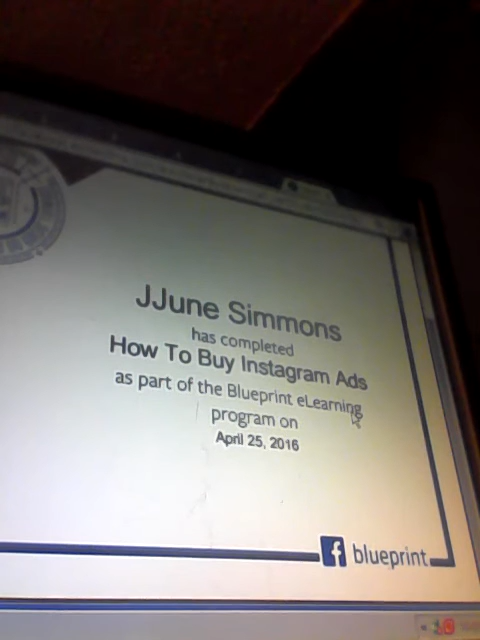 JJune Simmons
has completed
How To Buy Instagram Ads
as part of the Blueprint eLearning
program on
April 25, 2016
f blueprint